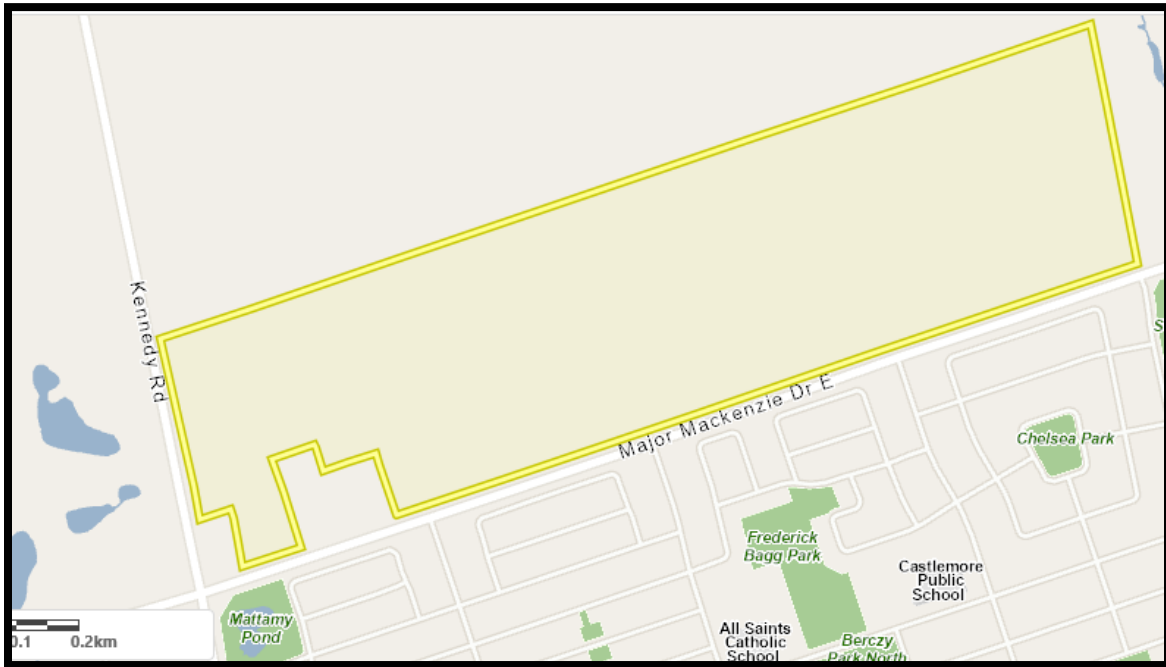 Kennedy Rd
Major Mackenzie Dr E
Chelsea Park
Frederick
Bagg Park
Castlemore
Public
School
Mattamy
Pond
All Saints
Catholic
School
Berczy
Park North
0.1 0.2km
S